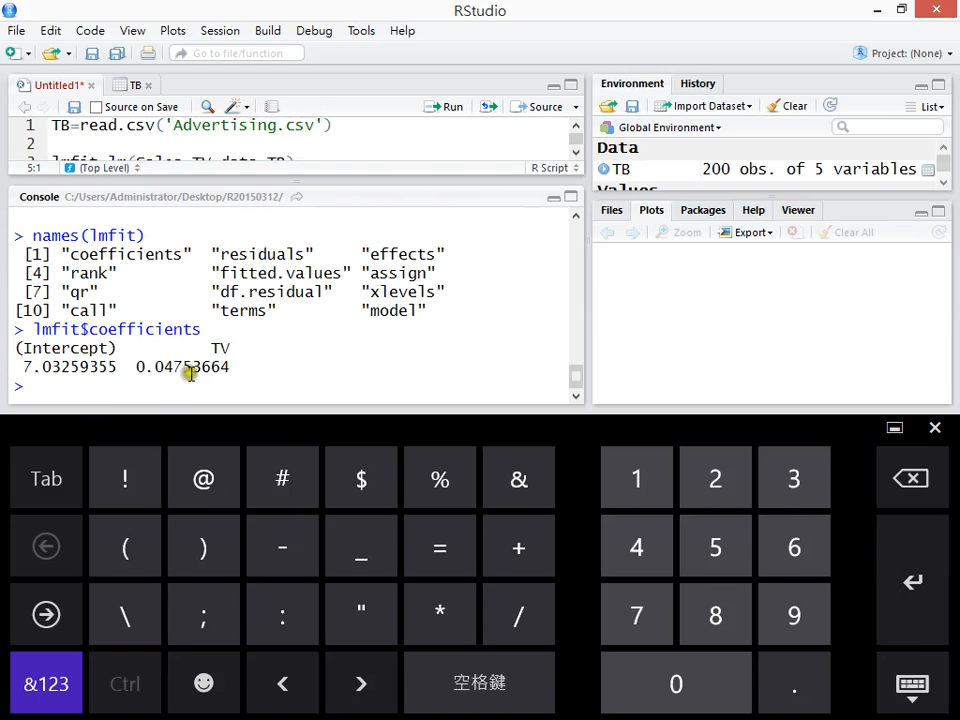 RStudio
File Edit Code View Plots Session Build Debug Tools Help
Go to file/function
Project: (None)
Untitled1* TB
Source on Save Run Source
1 TB=read.csv('Advertising.csv')
2
5:1 (Top Level) R Script
Console C:/Users/Administrator/Desktop/R20150312/
> names(lmfit)
[1] "coefficients" "residuals" "effects"
[4] "rank" "fitted.values" "assign"
[7] "qr" "df.residual" "xlevels"
[10] "call" "terms" "model"
> lmfit$coefficients
(Intercept) TV
7.03259355 0.04753664
>
Environment History
Import Dataset Clear List
Global Environment
Data
TB 200 obs. of 5 variables
Values
Files Plots Packages Help Viewer
Zoom Export Clear All
Tab ! @ # $ % & 1 2 3
( ) - _ = + 4 5 6
\ ; : " * / 7 8 9
&123 Ctrl < > 空格鍵 0 .